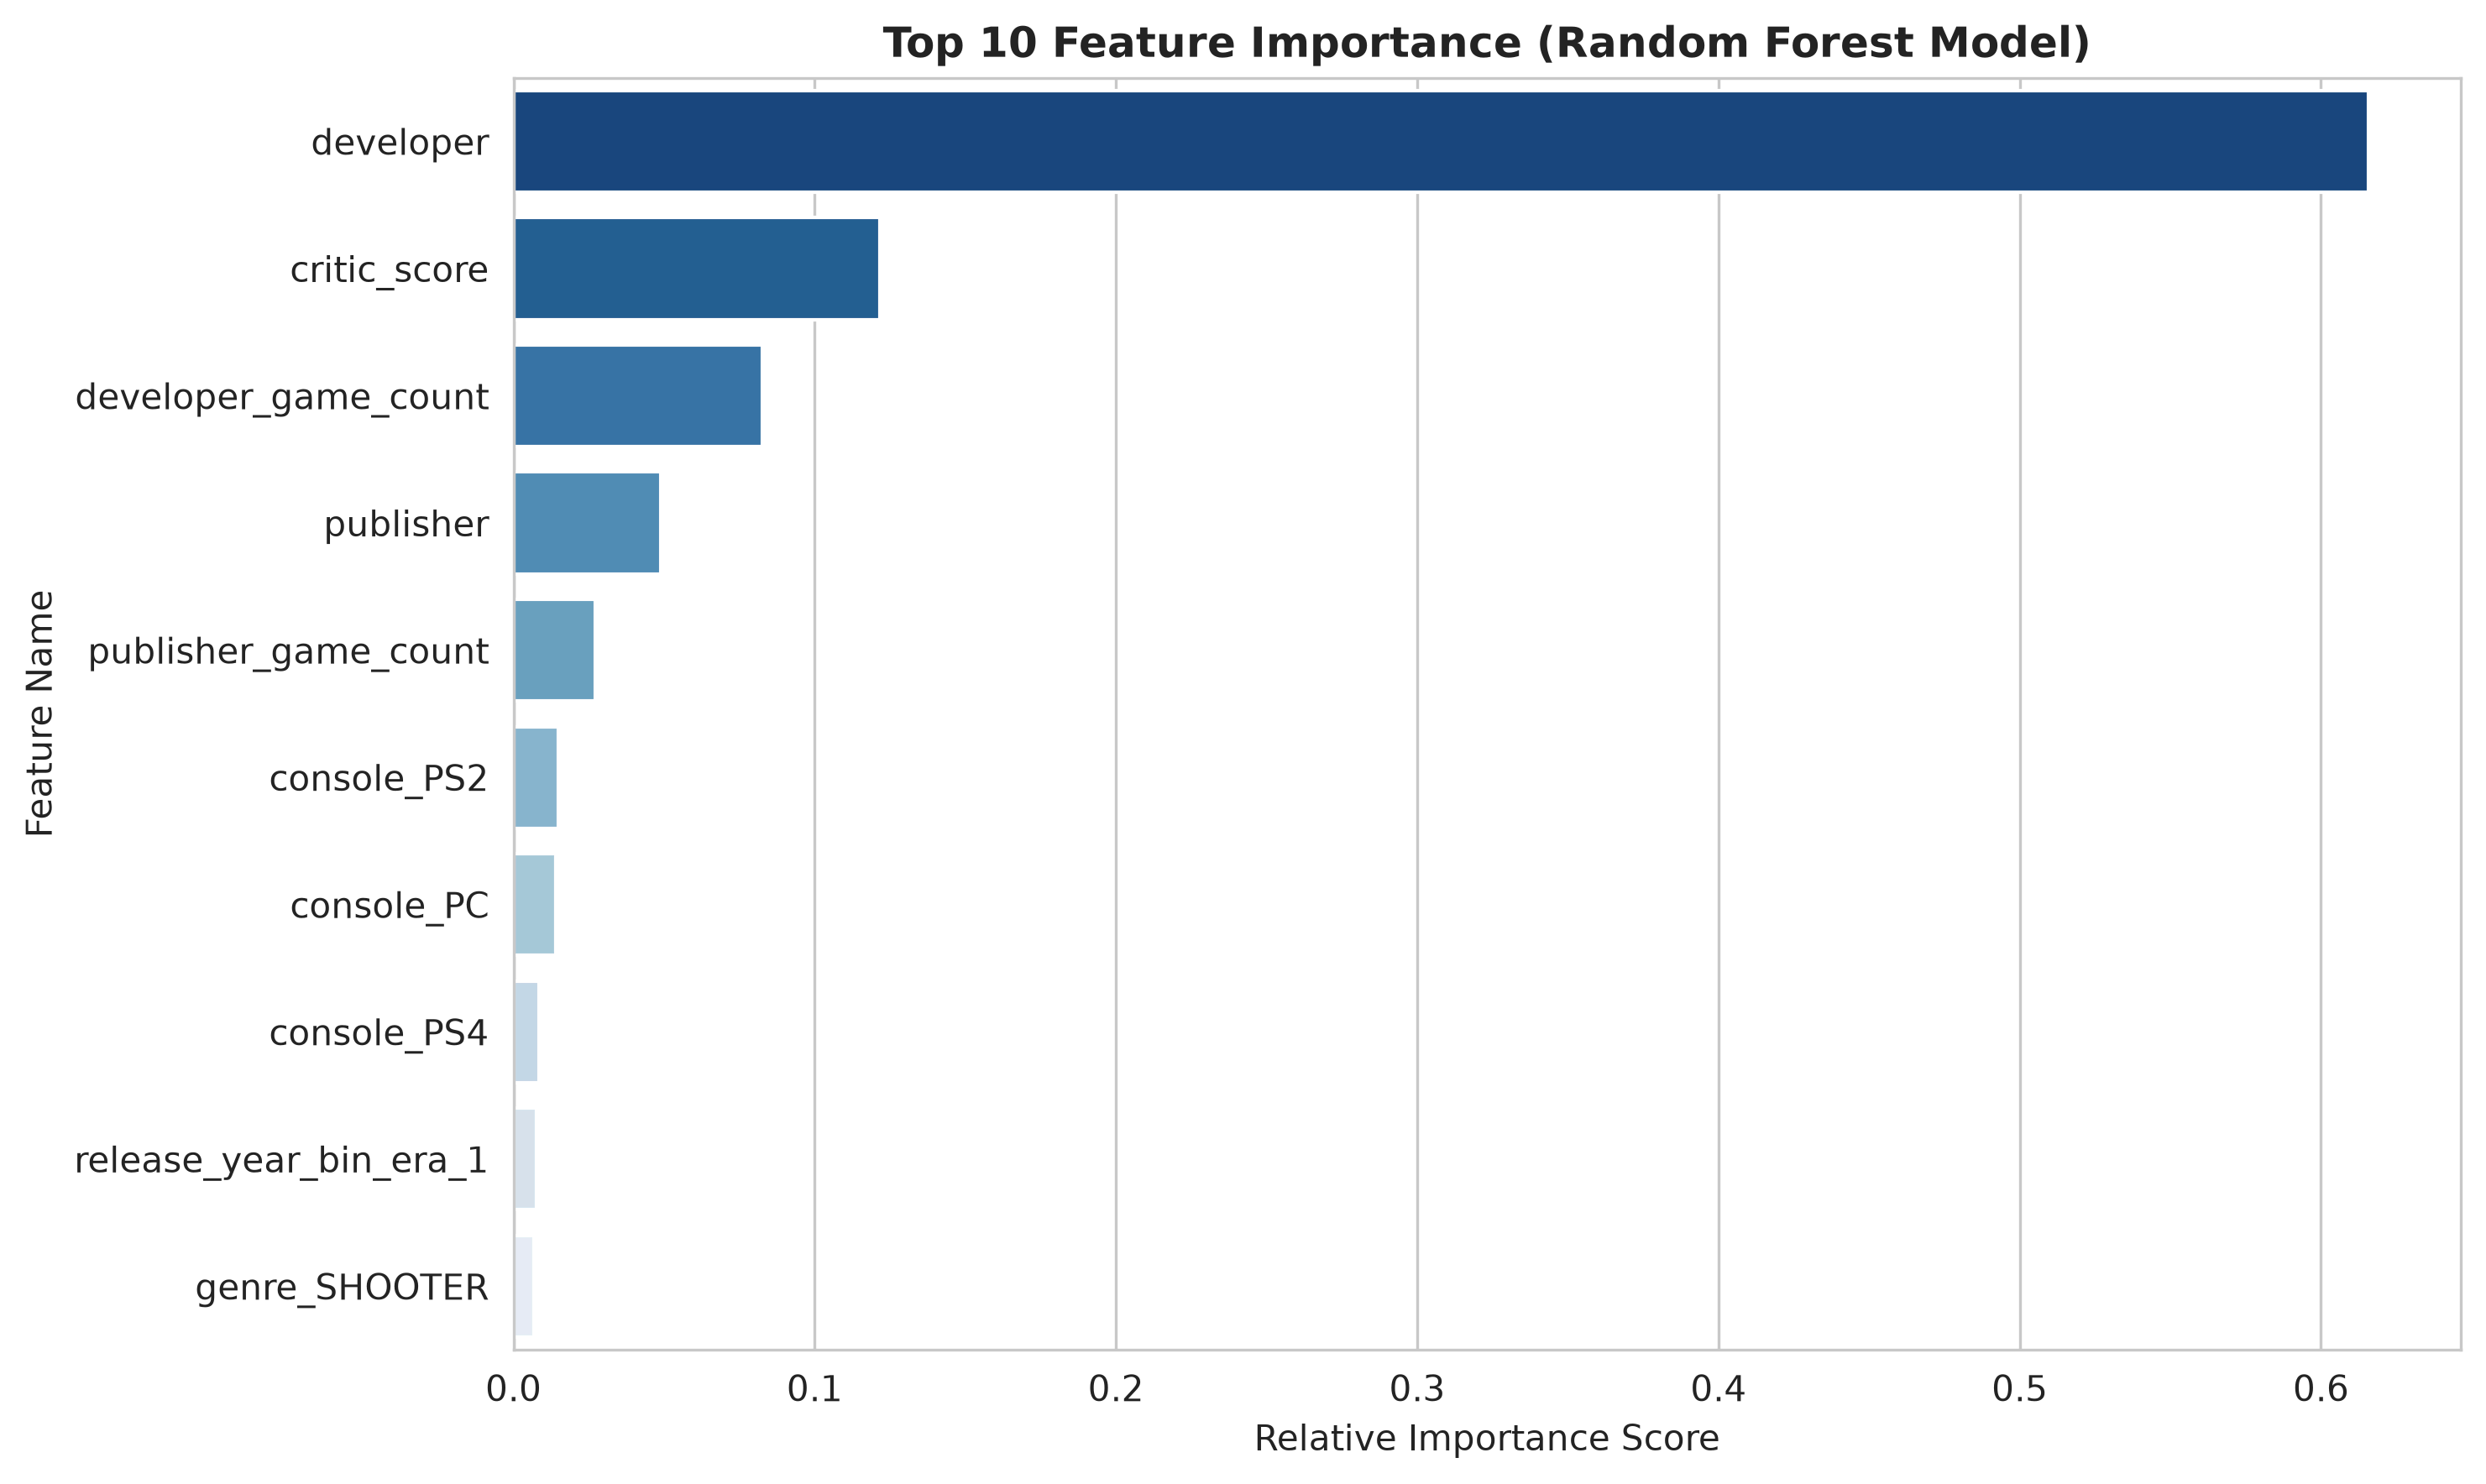 Top 10 Feature Importance (Random Forest Model)
developer
critic_score
developer_game_count
publisher
publisher_game_count
console_PS2
console_PC
console_PS4
release_year_bin_era_1
genre_SHOOTER
Feature Name
0.0 0.1 0.2 0.3 0.4 0.5 0.6
Relative Importance Score